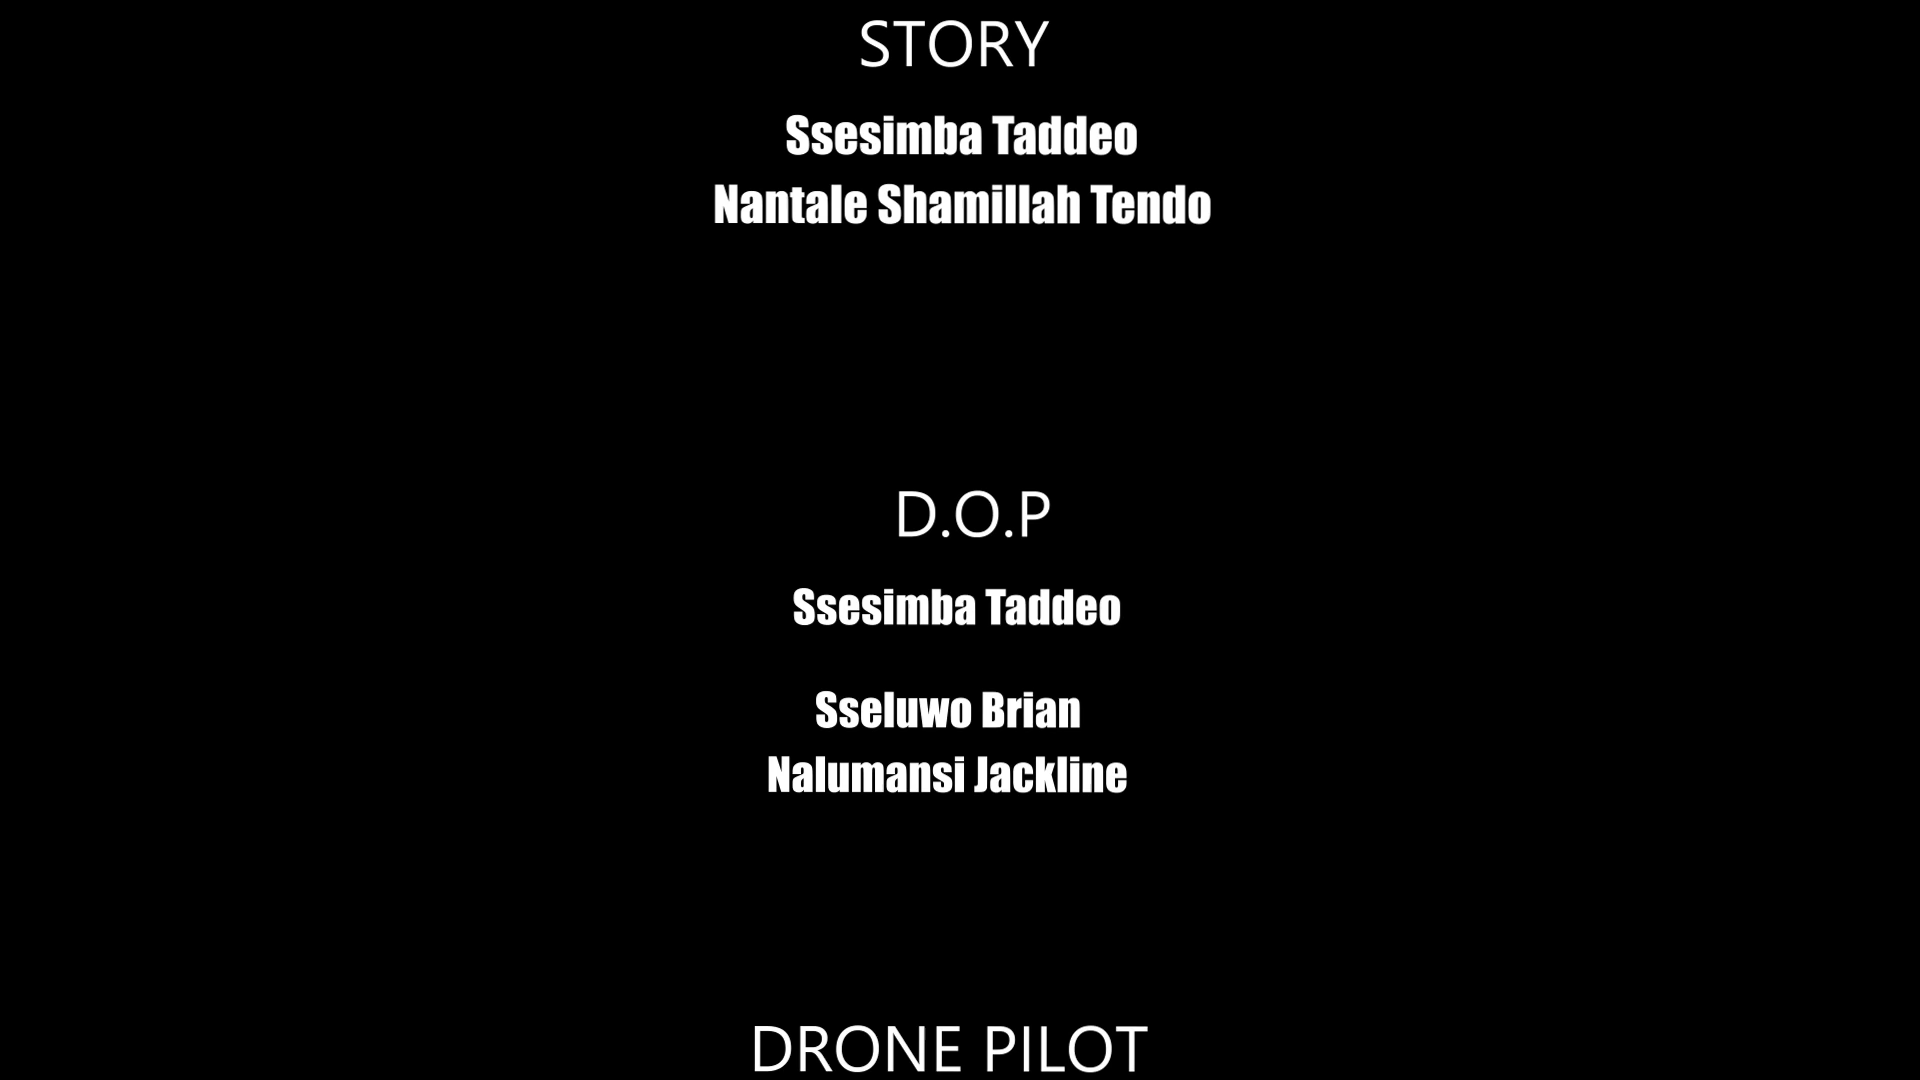 STORY
Ssesimba Taddeo
Nantale Shamillah Tendo
D.O.P
Ssesimba Taddeo
Sseluwo Brian
Nalumansi Jackline
DRONE PILOT